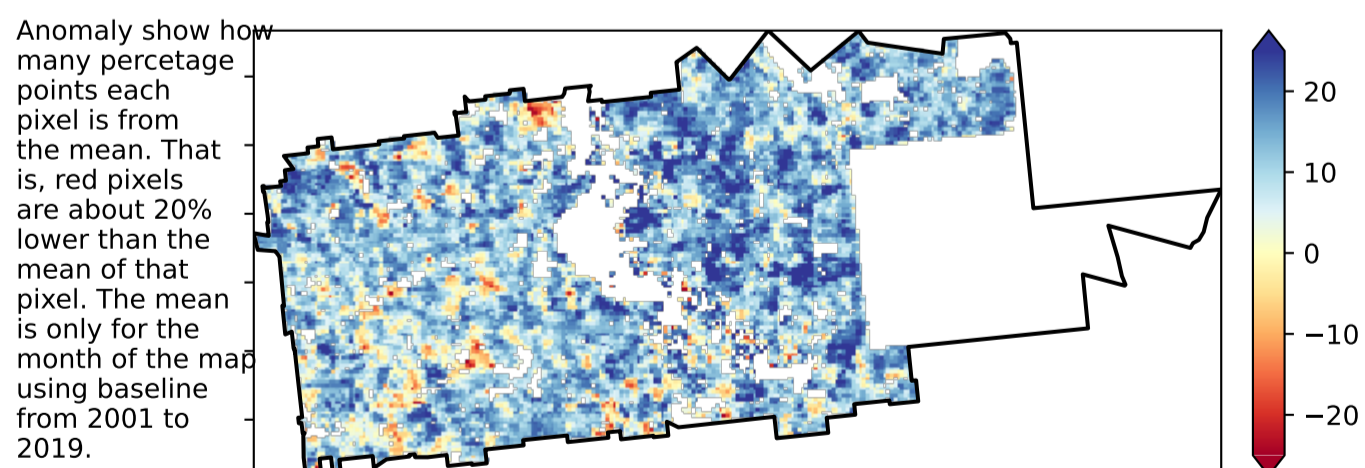 Anomaly show how
many percetage
points each
pixel is from
the mean. That
is, red pixels
are about 20%
lower than the
mean of that
pixel. The mean
is only for the
month of the map
using baseline
from 2001 to
2019.
20
10
0
−10
−20